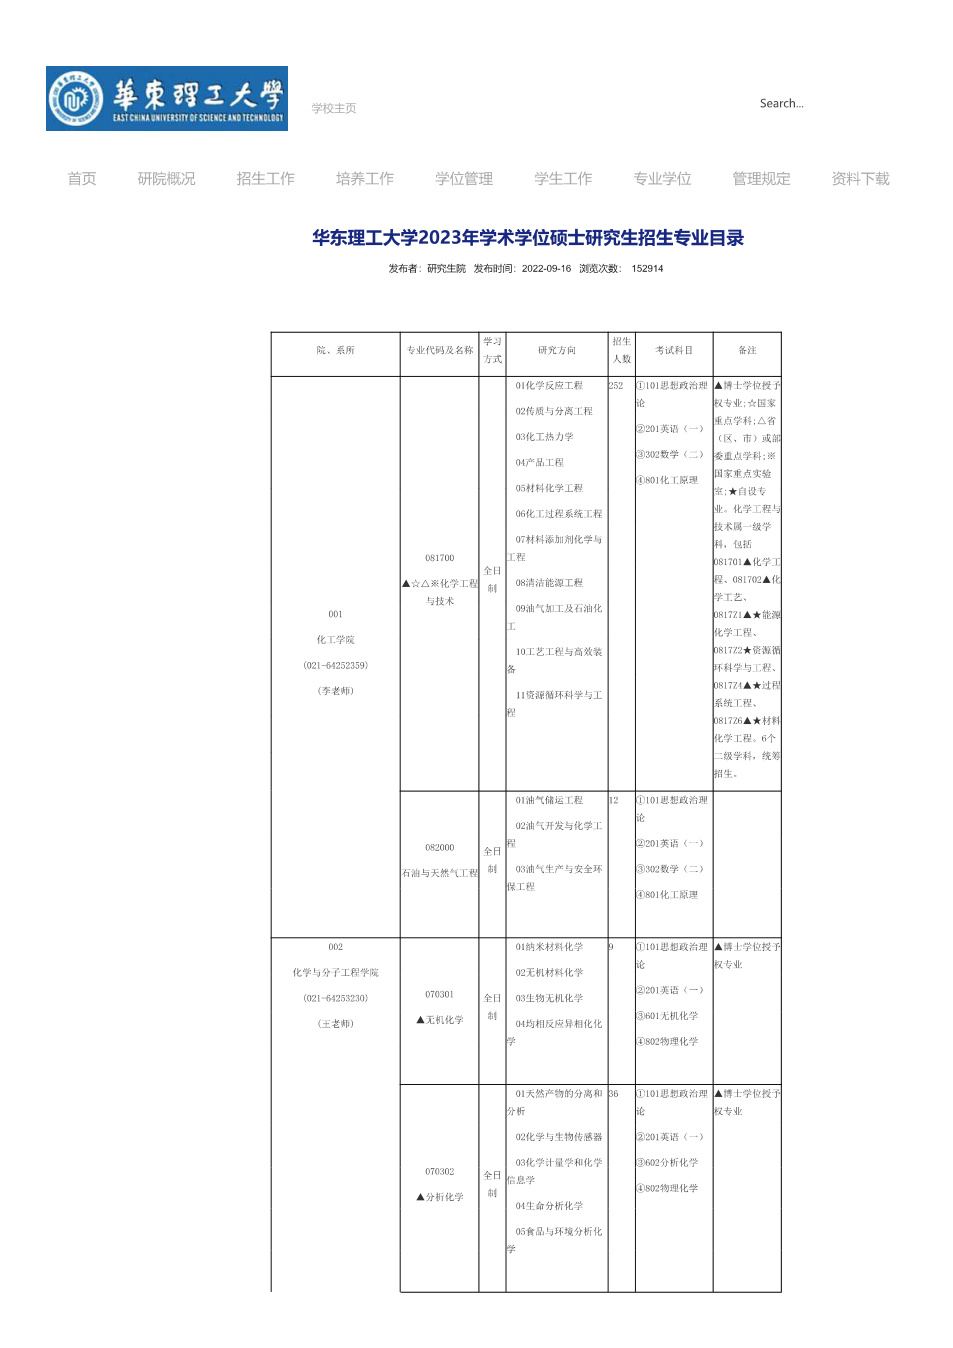 華東理工大學
EAST CHINA UNIVERSITY OF SCIENCE AND TECHNOLOGY
学校主页
Search...
首页 研院概况 招生工作 培养工作 学位管理 学生工作 专业学位 管理规定 资料下载
华东理工大学2023年学术学位硕士研究生招生专业目录
发布者：研究生院 发布时间：2022-09-16 浏览次数： 152914
院、系所
专业代码及名称
学习
方式
研究方向
招生
人数
考试科目
备注
001
化工学院
(021-64252359)
(李老师)
081700
▲☆△※化学工程
与技术
全日
制
01化学反应工程
02传质与分离工程
03化工热力学
04产品工程
05材料化学工程
06化工过程系统工程
07材料添加剂化学与
工程
08清洁能源工程
09油气加工及石油化
工
10工艺工程与高效装
备
11资源循环科学与工
程
252
①101思想政治理
论
②201英语（一）
③302数学（二）
④801化工原理
▲博士学位授予
权专业;☆国家
重点学科;△省
（区、市）或部
委重点学科;※
国家重点实验
室;★自设专
业。化学工程与
技术属一级学
科，包括
081701▲化学工
程、081702▲化
学工艺、
0817Z1▲★能源
化学工程、
0817Z2★资源循
环科学与工程、
0817Z4▲★过程
系统工程、
0817Z6▲★材料
化学工程。6个
二级学科，统筹
招生。
082000
石油与天然气工程
全日
制
01油气储运工程
02油气开发与化学工
程
03油气生产与安全环
保工程
12
①101思想政治理
论
②201英语（一）
③302数学（二）
④801化工原理
002
化学与分子工程学院
(021-64253230)
(王老师)
070301
▲无机化学
全日
制
01纳米材料化学
02无机材料化学
03生物无机化学
04均相反应异相化化
学
9
①101思想政治理
论
②201英语（一）
③601无机化学
④802物理化学
▲博士学位授予
权专业
070302
▲分析化学
全日
制
01天然产物的分离和
分析
02化学与生物传感器
03化学计量学和化学
信息学
04生命分析化学
05食品与环境分析化
学
36
①101思想政治理
论
②201英语（一）
③602分析化学
④802物理化学
▲博士学位授予
权专业